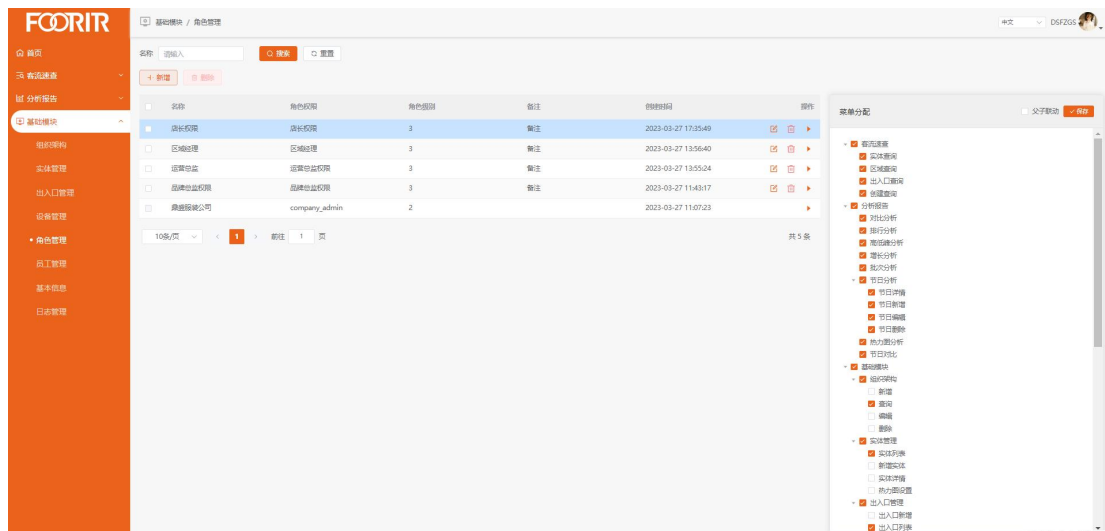 FOORIR
基础模块 / 角色管理
中文
DSFZGS
首页
客流速查
分析报告
基础模块
组织架构
实体管理
出入口管理
设备管理
角色管理
员工管理
基本信息
日志管理
名称 请输入 搜索 重置
新增 删除
名称 角色权限 角色级别 备注 创建时间 操作
店长权限 店长权限 3 备注 2023-03-27 17:35:49
区域经理 区域经理 3 备注 2023-03-27 13:56:40
运营总监 运营总监权限 3 备注 2023-03-27 13:55:24
品牌总监权限 品牌总监权限 3 备注 2023-03-27 11:43:17
鼎盛服装公司 company_admin 2 2023-03-27 11:07:23
10条/页 1 前往 1 页 共 5 条
菜单分配 父子联动 保存
客流速查
实体查询
区域查询
出入口查询
创建查询
分析报告
对比分析
排行分析
高低峰分析
增长分析
批次分析
节日分析
节日详情
节日新增
节日编辑
节日删除
热力图分析
节日对比
基础模块
组织架构
新增
查询
编辑
删除
实体管理
实体列表
新增实体
实体详情
热力图设置
出入口管理
出入口新增
出入口列表